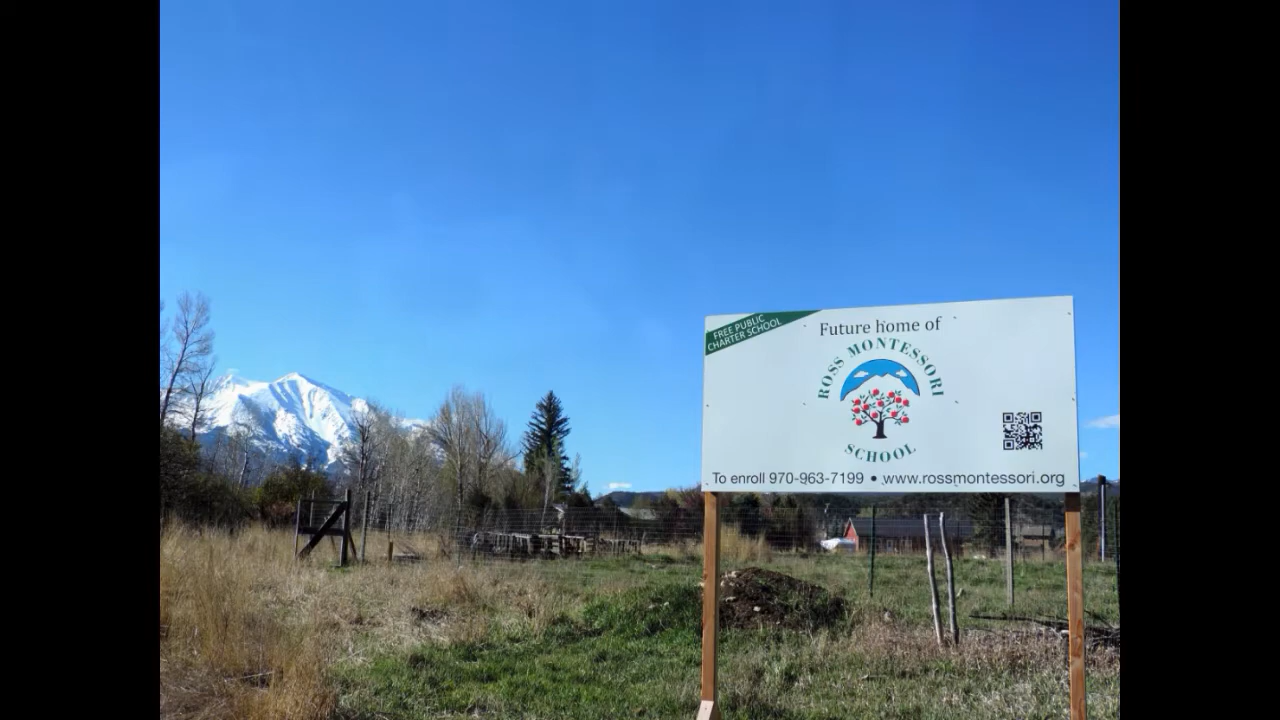 FREE PUBLIC
CHARTER SCHOOL
Future home of
ROSS MONTESSORI
SCHOOL
To enroll 970-963-7199 • www.rossmontessori.org